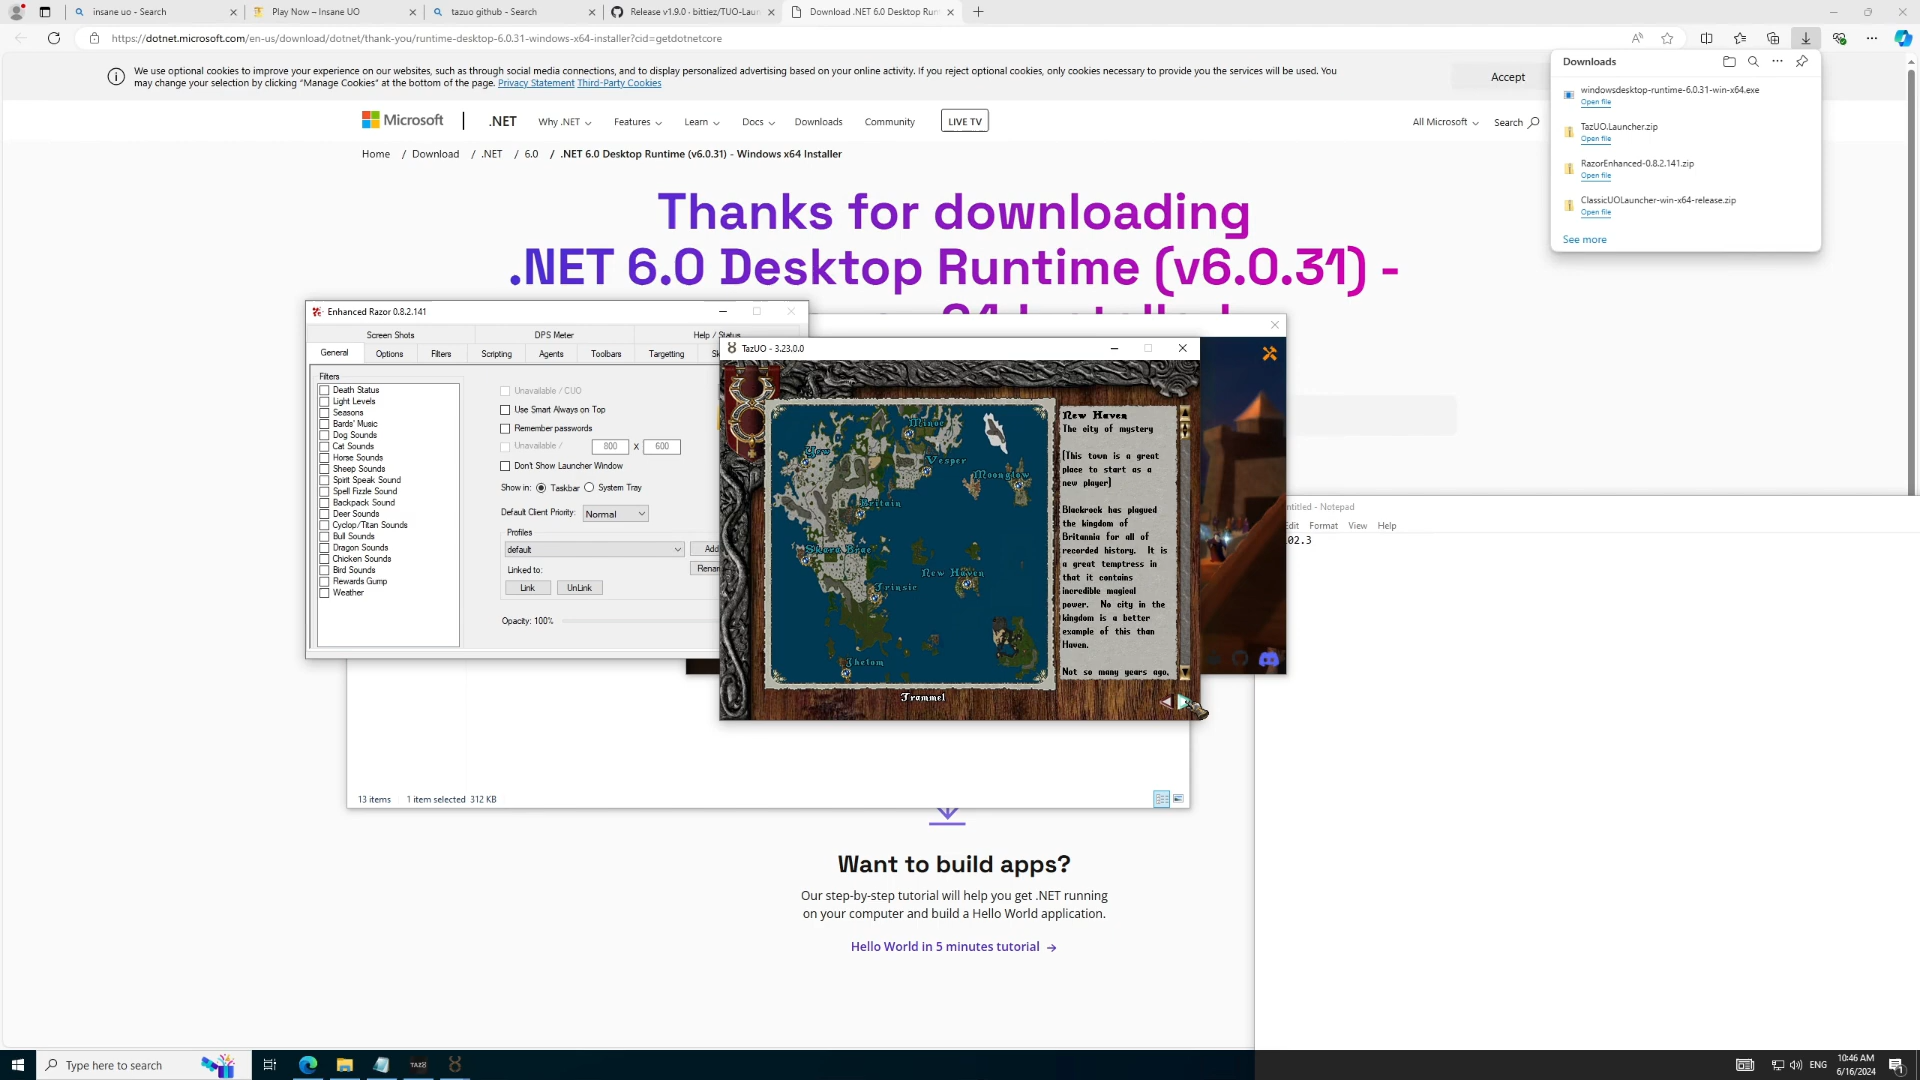 insane uo - Search
Play Now – Insane UO
tazuo github - Search
Release v1.9.0 · bittiez/TUO-Laun
Download .NET 6.0 Desktop Run
https://dotnet.microsoft.com/en-us/download/dotnet/thank-you/runtime-desktop-6.0.31-windows-x64-installer?cid=getdotnetcore
We use optional cookies to improve your experience on our websites, such as through social media connections, and to display personalized advertising based on your online activity. If you reject optional cookies, only cookies necessary to provide you the services will be used. You
may change your selection by clicking "Manage Cookies" at the bottom of the page. Privacy Statement Third-Party Cookies
Accept
Downloads
windowsdesktop-runtime-6.0.31-win-x64.exe
Open file
TazUO.Launcher.zip
Open file
RazorEnhanced-0.8.2.141.zip
Open file
ClassicUOLauncher-win-x64-release.zip
Open file
See more
Microsoft
.NET
Why .NET
Features
Learn
Docs
Downloads
Community
LIVE TV
All Microsoft
Search
Home / Download / .NET / 6.0 / .NET 6.0 Desktop Runtime (v6.0.31) - Windows x64 Installer
Thanks for downloading
.NET 6.0 Desktop Runtime (v6.0.31) -
Enhanced Razor 0.8.2.141
Screen Shots
DPS Meter
Help / Status
General
Options
Filters
Scripting
Agents
Toolbars
Targetting
Filters
Death Status
Light Levels
Seasons
Bards' Music
Dog Sounds
Cat Sounds
Horse Sounds
Sheep Sounds
Spirit Speak Sound
Spell Fizzle Sound
Backpack Sound
Deer Sounds
Cyclop/Titan Sounds
Bull Sounds
Dragon Sounds
Chicken Sounds
Bird Sounds
Rewards Gump
Weather
Unavailable / CUO
Use Smart Always on Top
Remember passwords
Unavailable /
800
x
600
Don't Show Launcher Window
Show in:
Taskbar
System Tray
Default Client Priority:
Normal
Profiles
default
Add
Linked to:
Renam
Link
UnLink
Opacity: 100%
TazUO - 3.23.0.0
Minoc
Yew
Vesper
Moonglow
Britain
Skara Brae
New Haven
Trinsic
Jhelom
Trammel
New Haven
The city of mystery
[This town is a great
place to start as a
new player]
Blackrock has plagued
the kingdom of
Britannia for all of
recorded history. It is
a great temptress in
that it contains
incredible magical
power. No city in the
kingdom is a better
example of this than
Haven.
Not so many years ago,
ntitled - Notepad
Edit
Format
View
Help
02.3
13 items
1 item selected 312 KB
Want to build apps?
Our step-by-step tutorial will help you get .NET running
on your computer and build a Hello World application.
Hello World in 5 minutes tutorial
Type here to search
TAZ
ENG
10:46 AM
6/16/2024
1